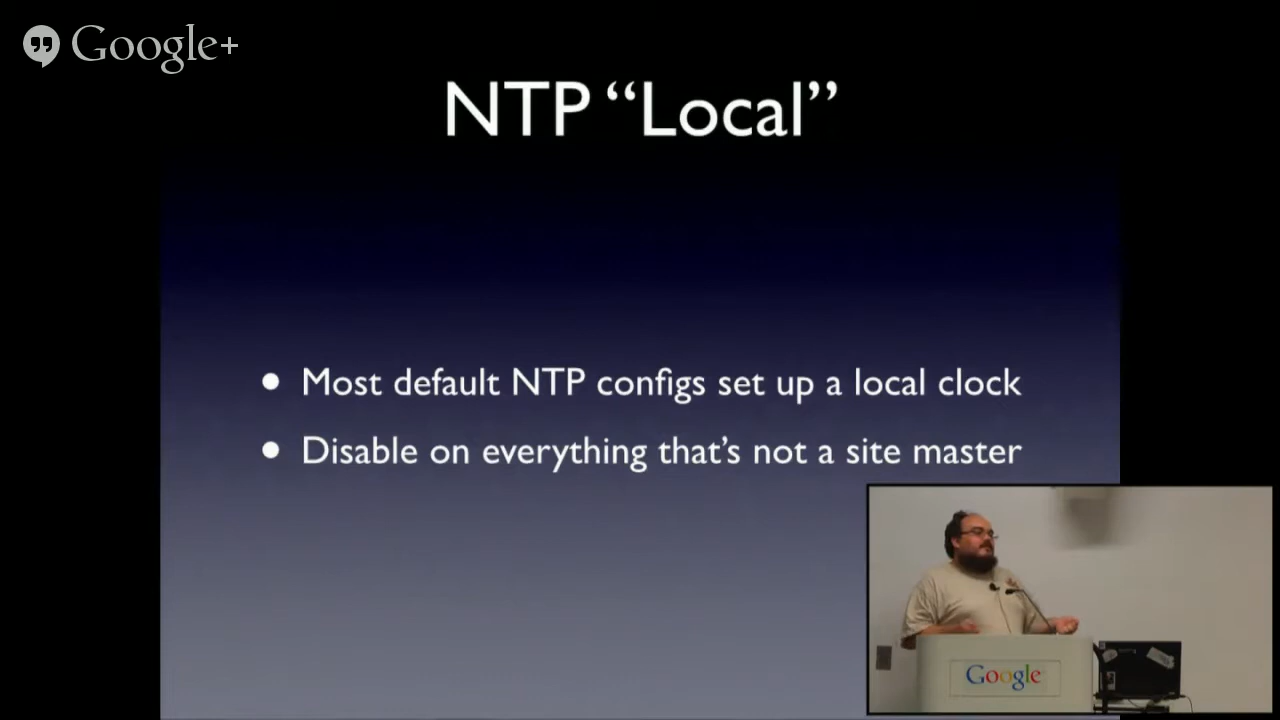 Google+
NTP “Local”
● Most default NTP configs set up a local clock
● Disable on everything that’s not a site master
Google